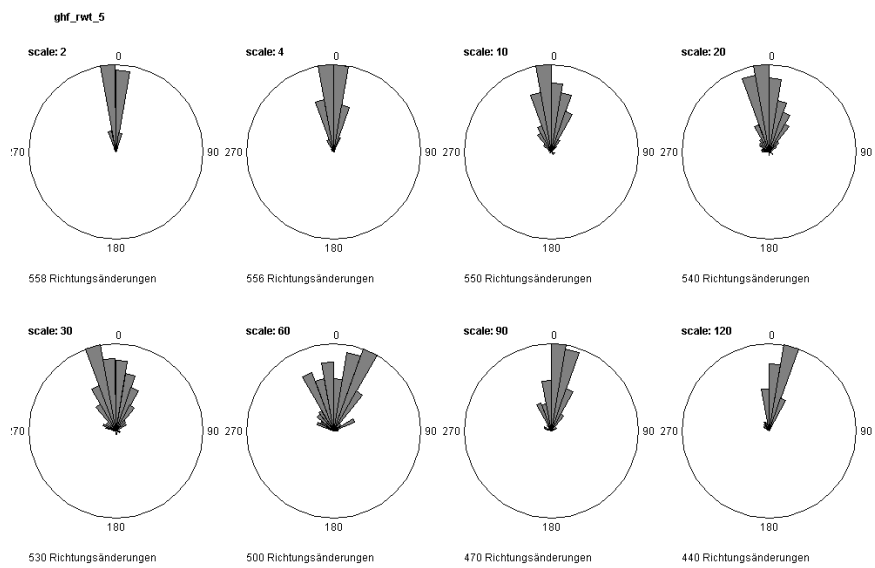 ghf_rwt_5
scale: 2
0
:70
90
180
558 Richtungsänderungen
scale: 4
0
270
90
180
556 Richtungsänderungen
scale: 10
0
270
90
180
550 Richtungsänderungen
scale: 20
0
270
90
180
540 Richtungsänderungen
scale: 30
0
:70
90
180
530 Richtungsänderungen
scale: 60
0
270
90
180
500 Richtungsänderungen
scale: 90
0
270
90
180
470 Richtungsänderungen
scale: 120
0
270
90
180
440 Richtungsänderungen